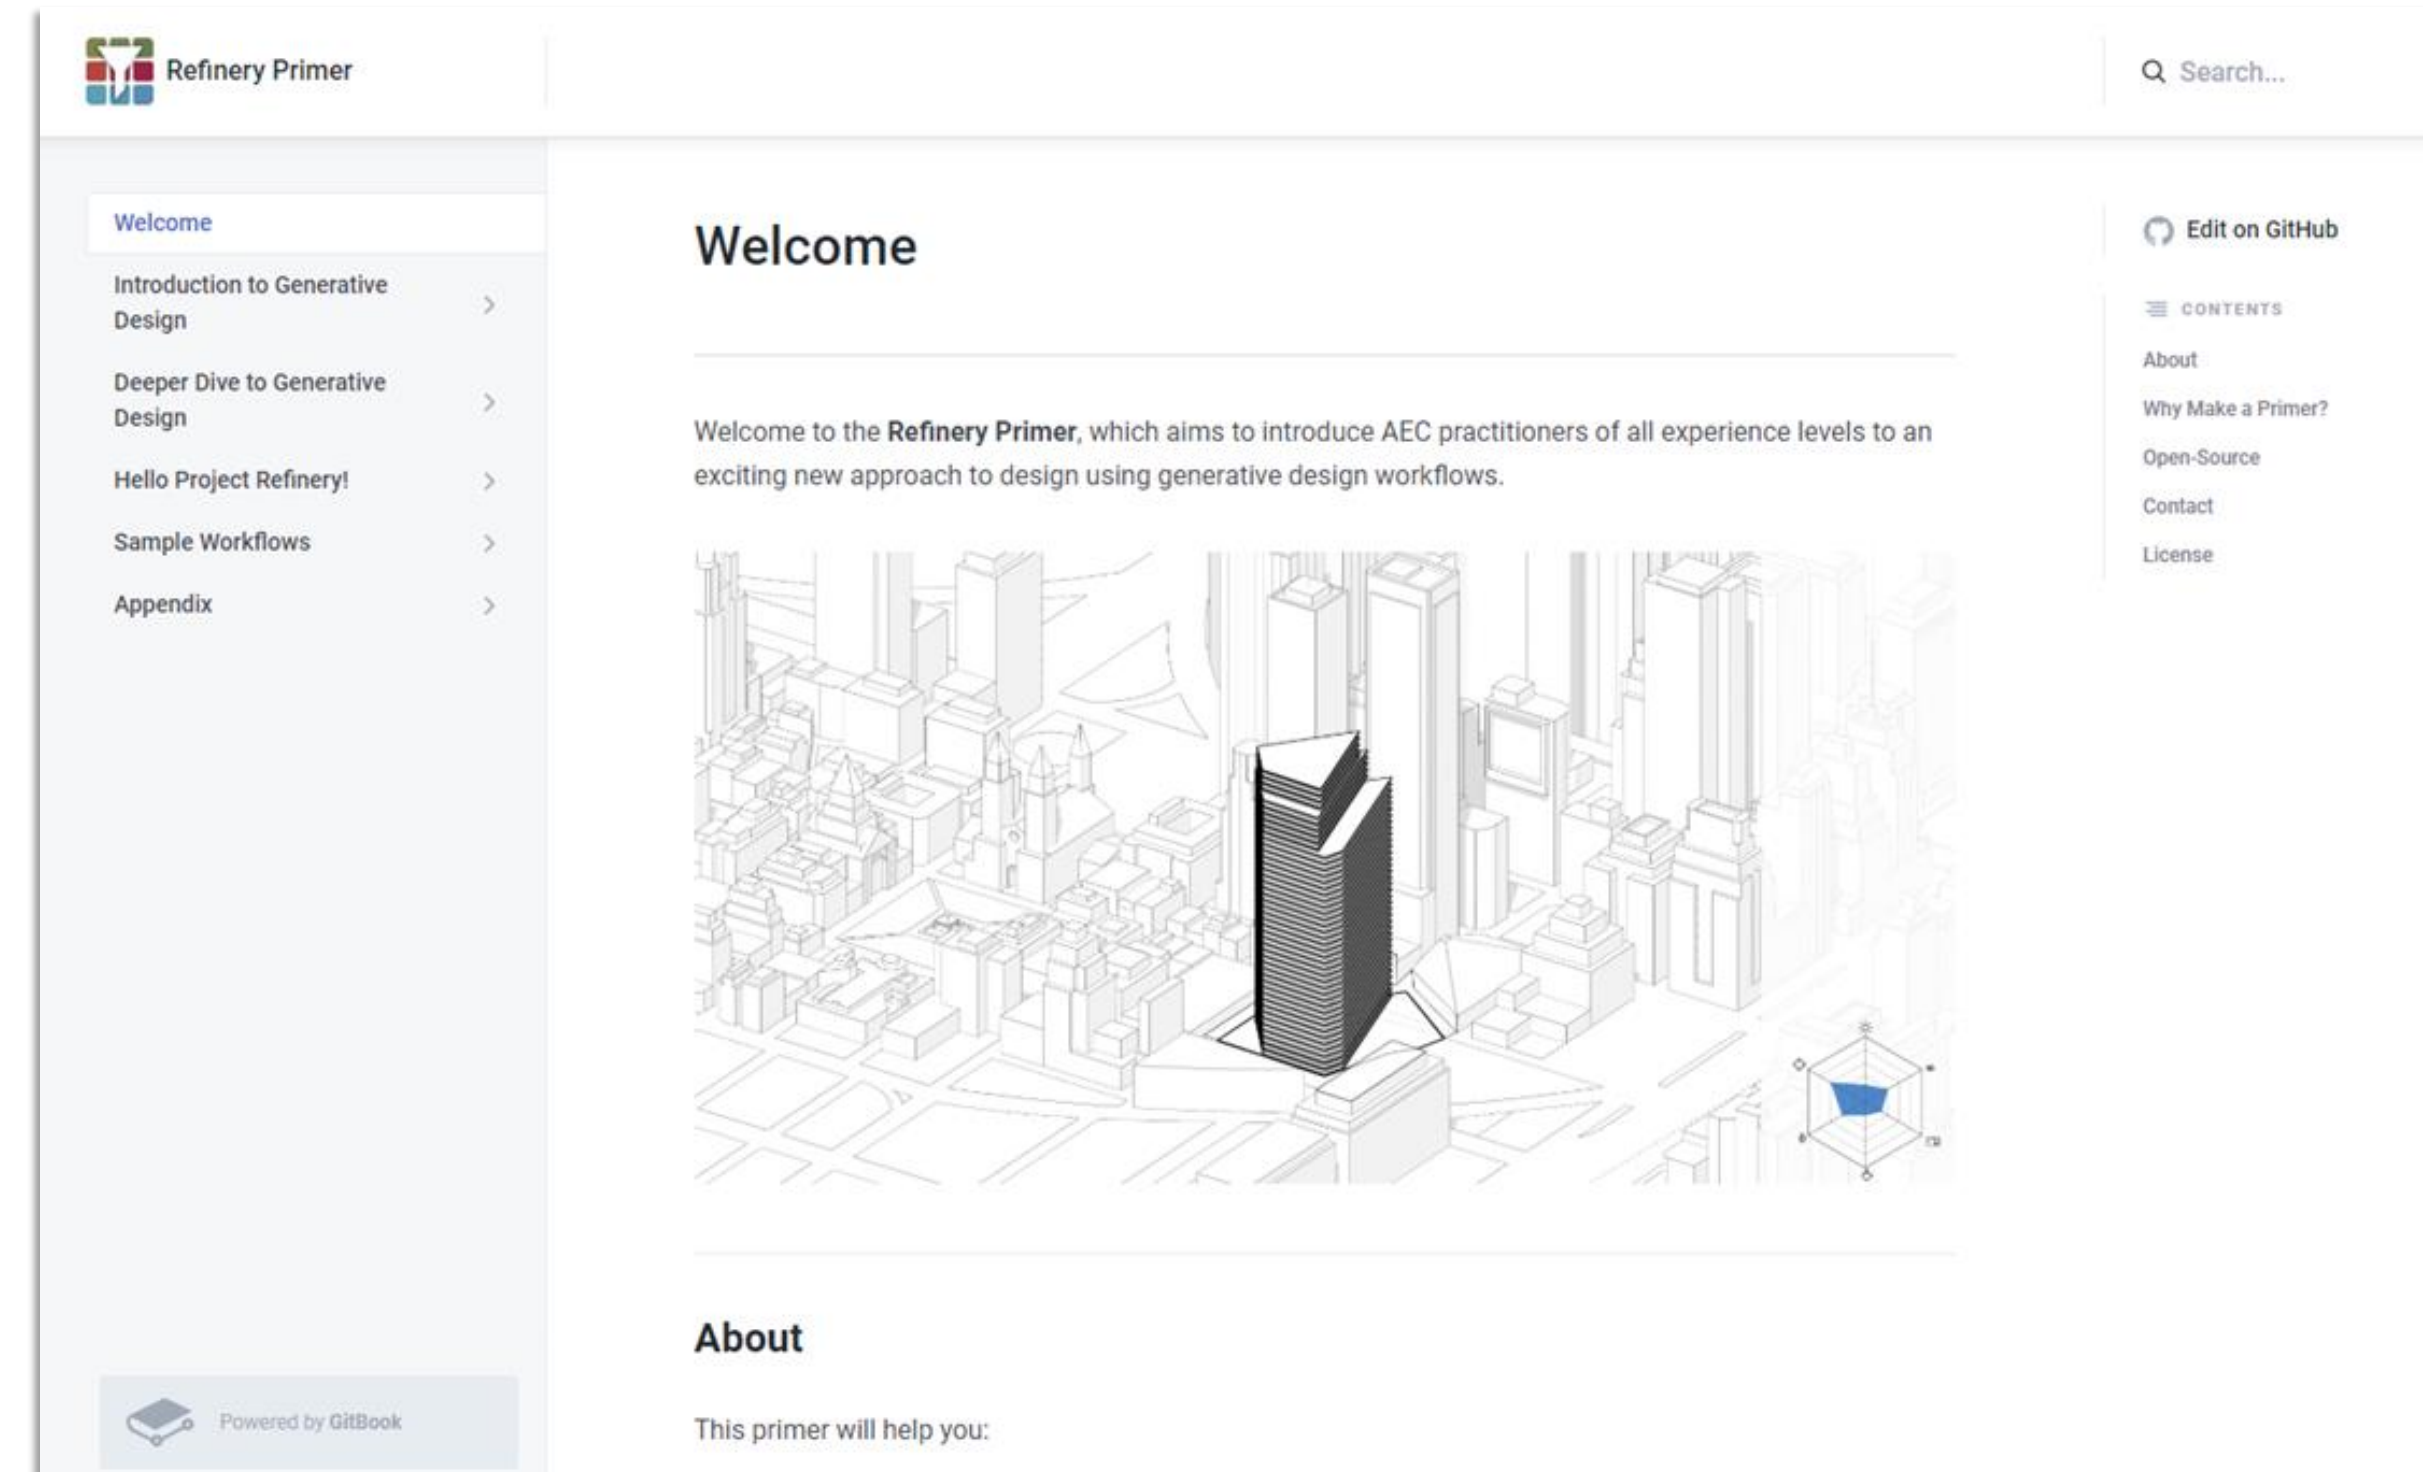 Refinery Primer
Search...
Welcome
Introduction to Generative
Design
Deeper Dive to Generative
Design
Hello Project Refinery!
Sample Workflows
Appendix
Powered by GitBook
Welcome
Welcome to the Refinery Primer, which aims to introduce AEC practitioners of all experience levels to an
exciting new approach to design using generative design workflows.
About
This primer will help you:
Edit on GitHub
CONTENTS
About
Why Make a Primer?
Open-Source
Contact
License